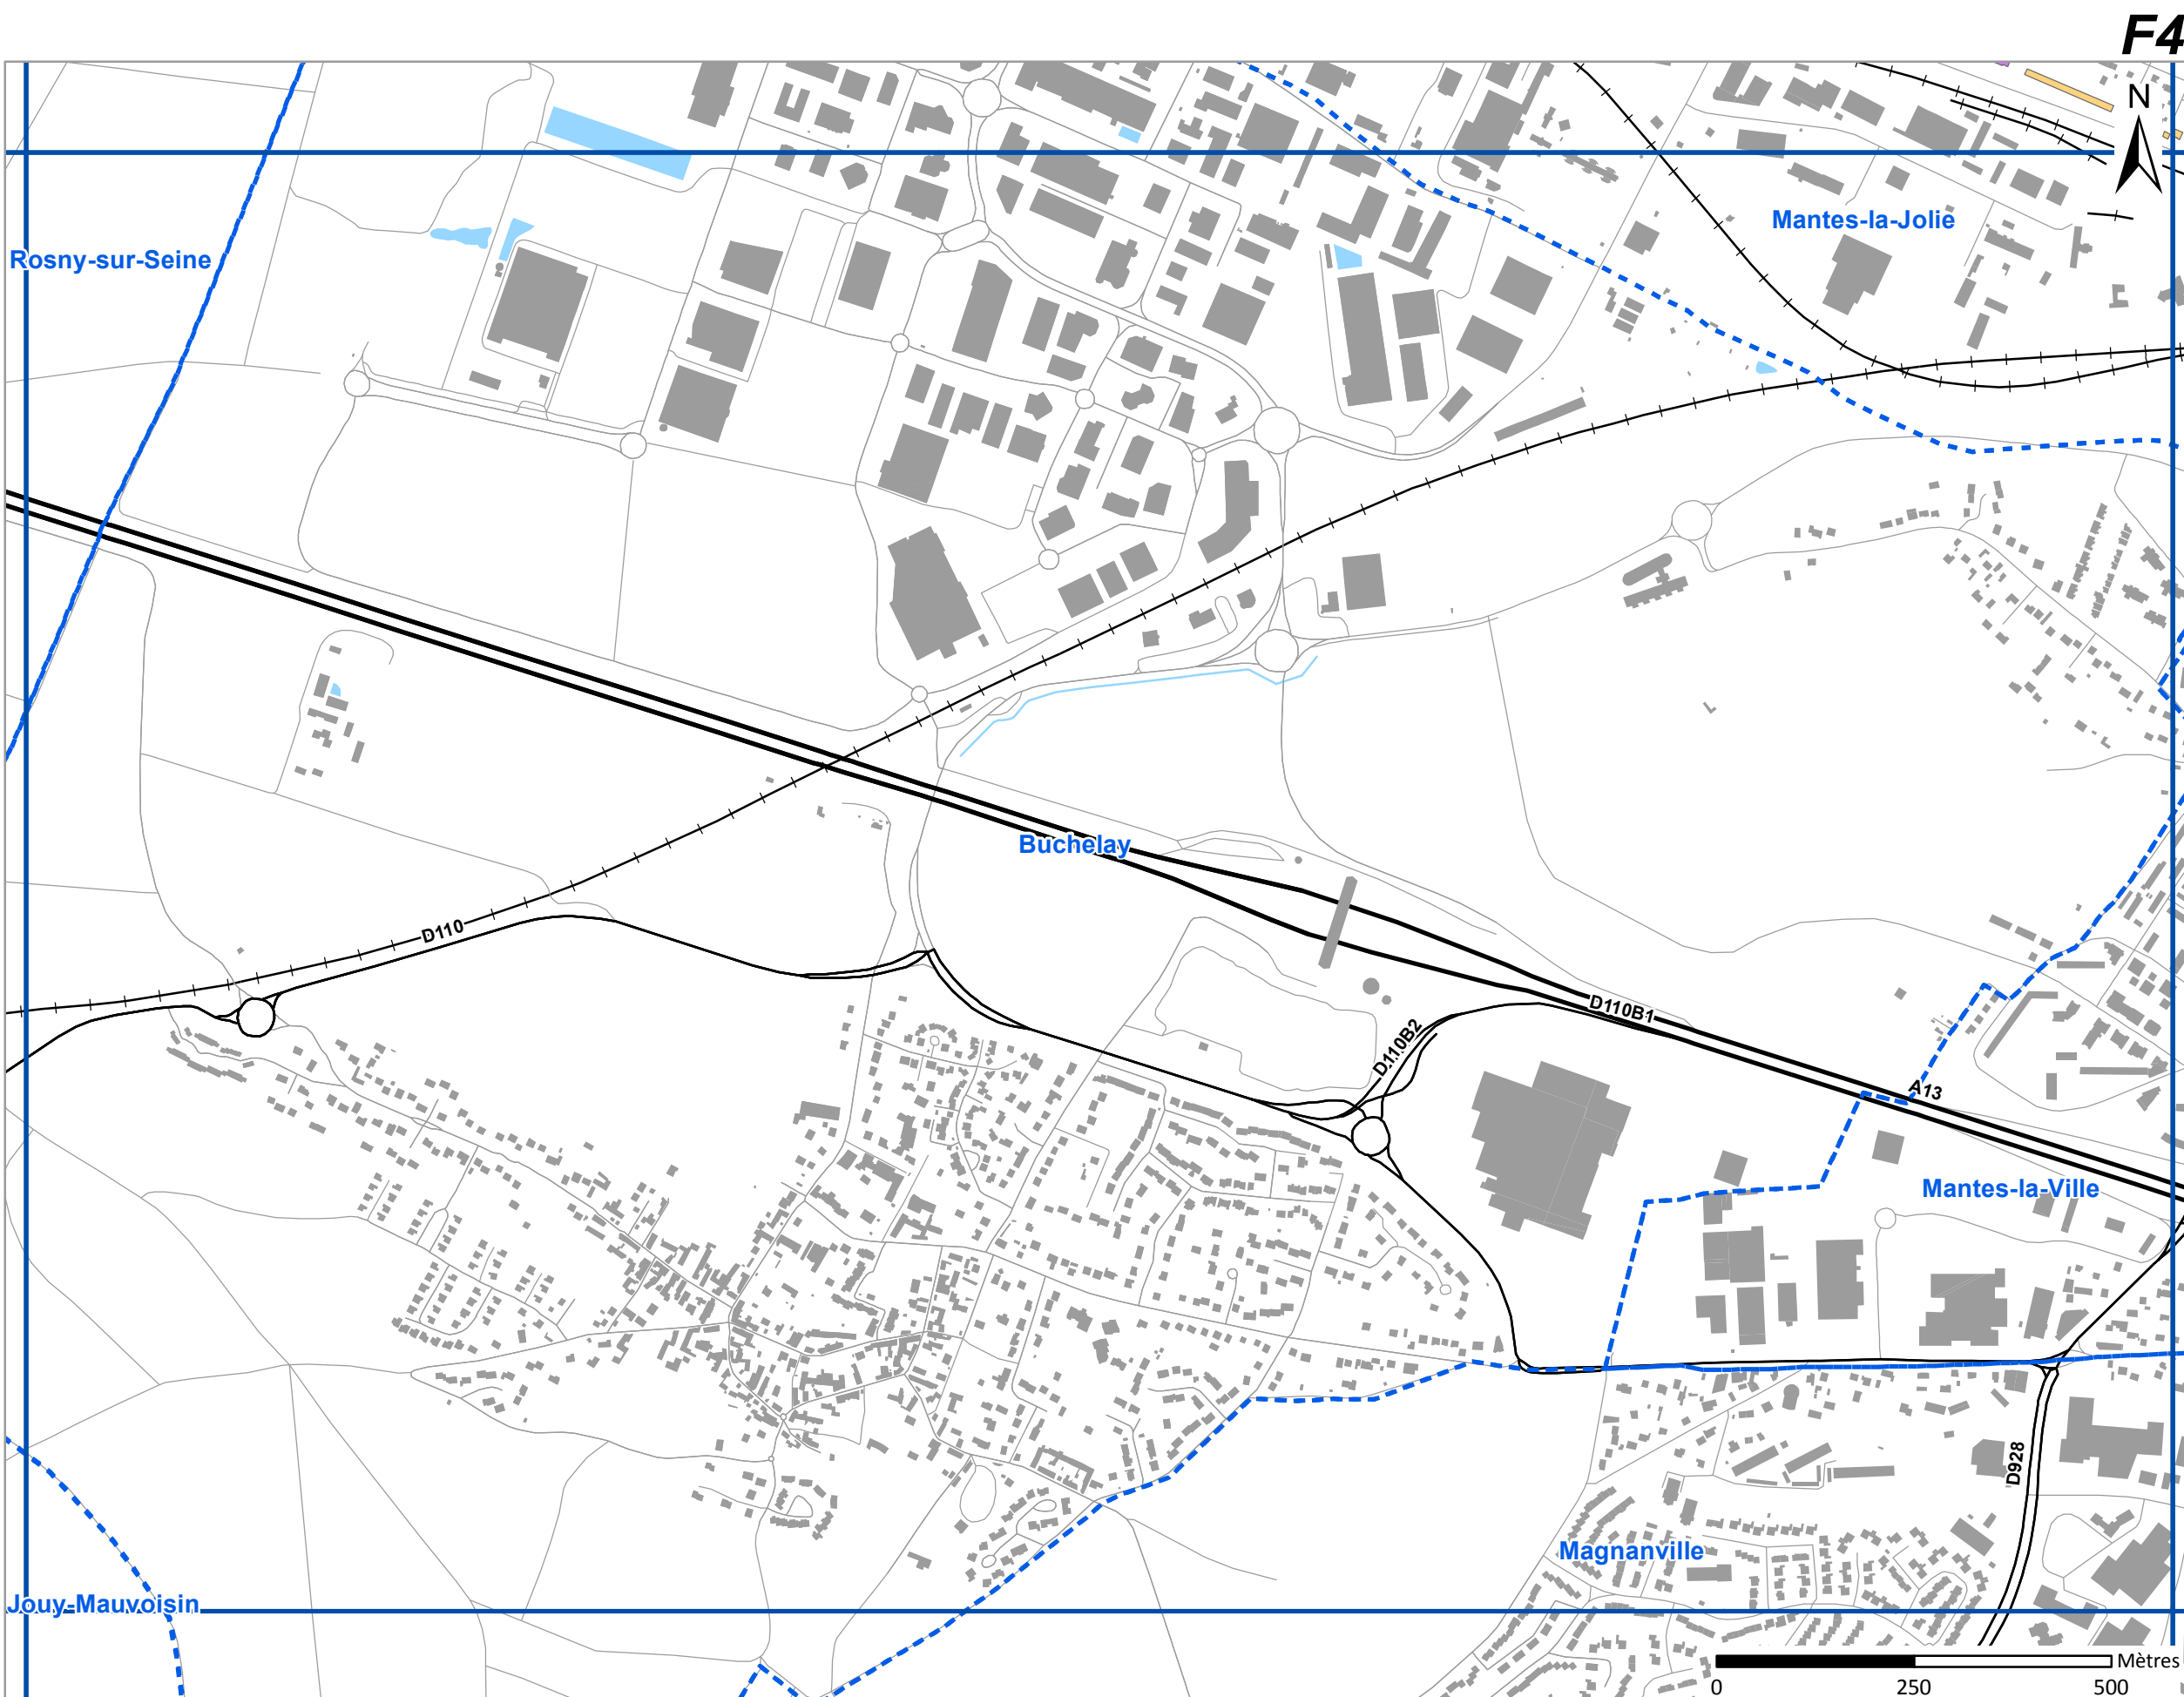 F4
N
Mantes-la-Jolie
Rosny-sur-Seine
Buchelay
D110
D110B1
D110B2
A13
Mantes-la-Ville
D928
Magnanville
Jouy-Mauvoisin
Mètres
0 250 500